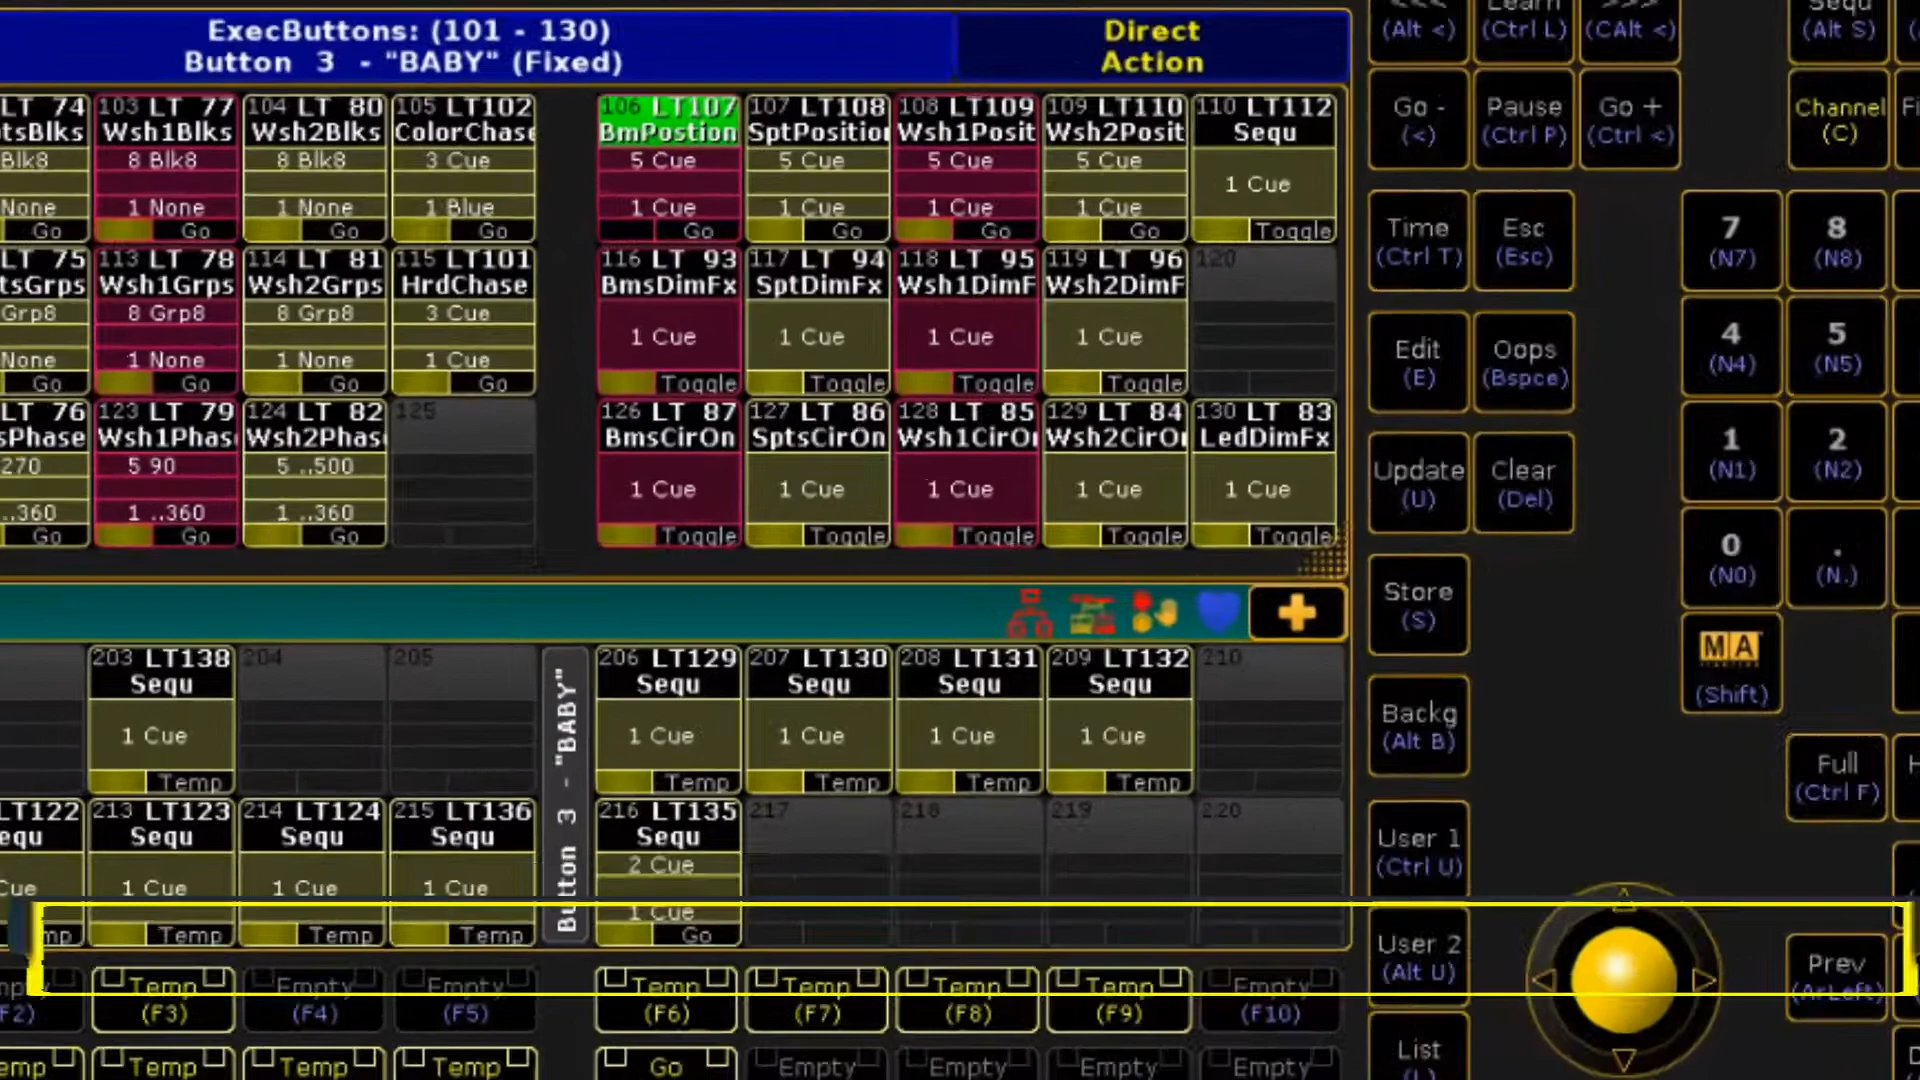 ExecButtons: (101 - 130)
Button 3 - "BABY" (Fixed)
Direct
Action
LT 74 103 LT 77 104 LT 80 105 LT102 106 LT107 107 LT108 108 LT109 109 LT110 110 LT112
tsBlks Wsh1Blks Wsh2Blks ColorChase BmPostion SptPosition Wsh1Posit Wsh2Posit Sequ
Blk8 8 Blk8 8 Blk8 3 Cue 5 Cue 5 Cue 5 Cue 5 Cue
1 Cue
None 1 None 1 None 1 Blue 1 Cue 1 Cue 1 Cue 1 Cue
Go Go Go Go Go Go Go Go Toggle
LT 75 113 LT 78 114 LT 81 115 LT101 116 LT 93 117 LT 94 118 LT 95 119 LT 96 120
tsGrps Wsh1Grps Wsh2Grps HrdChase BmsDimFx SptDimFx Wsh1DimF Wsh2DimF
Grp8 8 Grp8 8 Grp8 3 Cue
1 Cue 1 Cue 1 Cue 1 Cue
None 1 None 1 None 1 Cue
Go Go Go Go Toggle Toggle Toggle Toggle
LT 76 123 LT 79 124 LT 82 125 126 LT 87 127 LT 86 128 LT 85 129 LT 84 130 LT 83
sPhase Wsh1Phas Wsh2Phas BmsCirOn SptsCirOn Wsh1CirO Wsh2CirO LedDimFx
270 5 90 5 ..500
1 Cue 1 Cue 1 Cue 1 Cue 1 Cue
..360 1 ..360 1 ..360
Go Go Go Toggle Toggle Toggle Toggle Toggle
203 LT138 204 205 206 LT129 207 LT130 208 LT131 209 LT132 210
Sequ Sequ Sequ Sequ Sequ
1 Cue 1 Cue 1 Cue 1 Cue 1 Cue
Temp Temp Temp Temp Temp
Button 3 - "BABY"
LT122 213 LT123 214 LT124 215 LT136 216 LT135 217 218 219 220
equ Sequ Sequ Sequ Sequ
2 Cue
Cue 1 Cue 1 Cue 1 Cue
1 Cue
mp Temp Temp Temp Go
Temp Empty Empty Temp Temp Temp Temp Empty
F2) (F3) (F4) (F5) (F6) (F7) (F8) (F9) (F10)
emp Temp Temp Temp Go Empty Empty Empty Empty
<<< Learn >>> Sequ
(Alt <) (Ctrl L) (CAlt <) (Alt S)
Go - Pause Go + Channel
(<) (Ctrl P) (Ctrl <) (C)
Time Esc 7 8
(Ctrl T) (Esc) (N7) (N8)
Edit Oops 4 5
(E) (Bspce) (N4) (N5)
Update Clear 1 2
(U) (Del) (N1) (N2)
0 .
(N0) (N.)
Store
(S)
MA
(Shift)
Backg
(Alt B)
Full
(Ctrl F)
User 1
(Ctrl U)
User 2
(Alt U)
Prev
(ArLeft)
List